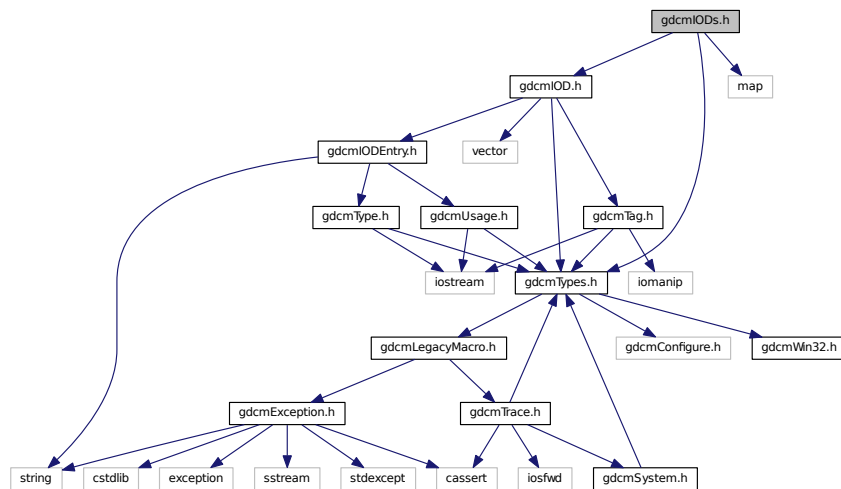 gdcmIODs.h
gdcmIOD.h
map
gdcmIODEntry.h
vector
gdcmType.h
gdcmUsage.h
gdcmTag.h
iostream
gdcmTypes.h
iomanip
gdcmLegacyMacro.h
gdcmConfigure.h
gdcmWin32.h
gdcmException.h
gdcmTrace.h
string
cstdlib
exception
sstream
stdexcept
cassert
iosfwd
gdcmSystem.h